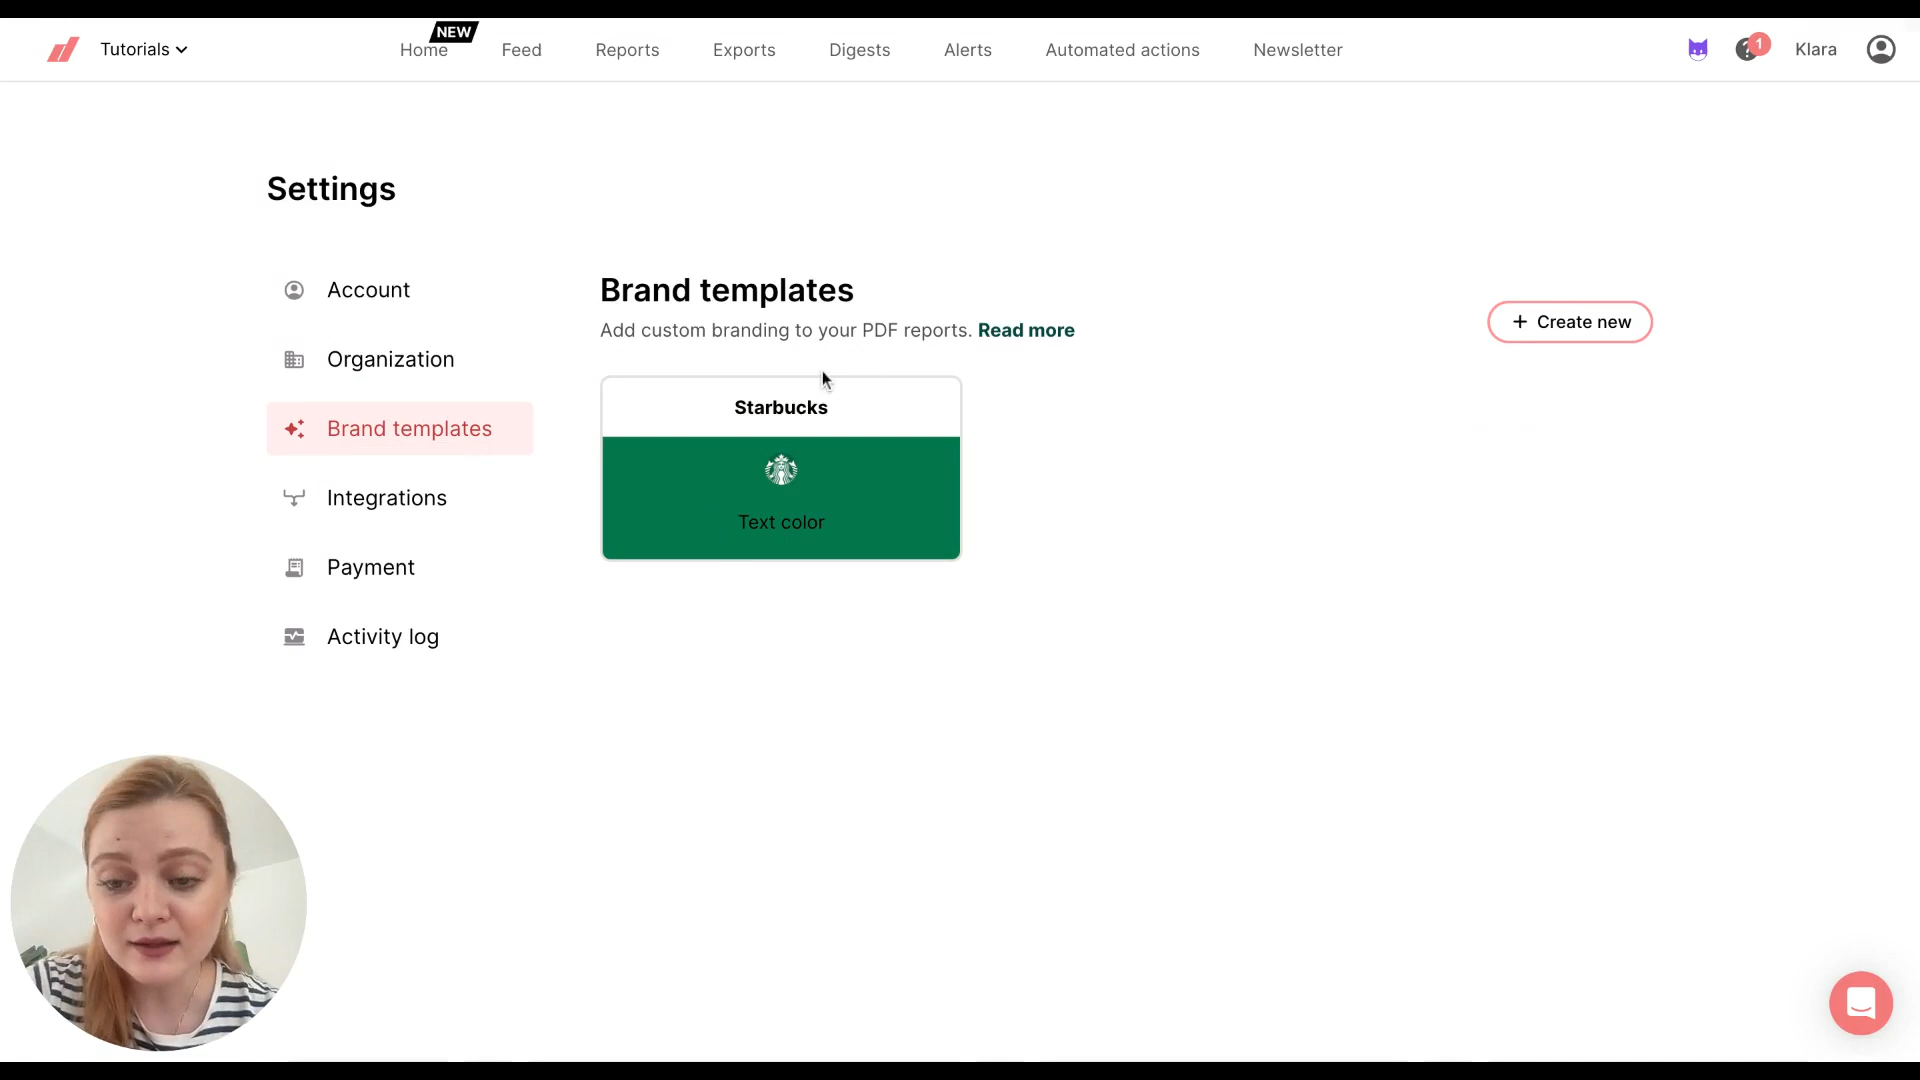 Tutorials
NEW
Home
Feed
Reports
Exports
Digests
Alerts
Automated actions
Newsletter
1
Klara
Settings
Account
Organization
Brand templates
Integrations
Payment
Activity log
Brand templates
Add custom branding to your PDF reports. Read more
+ Create new
Starbucks
Text color